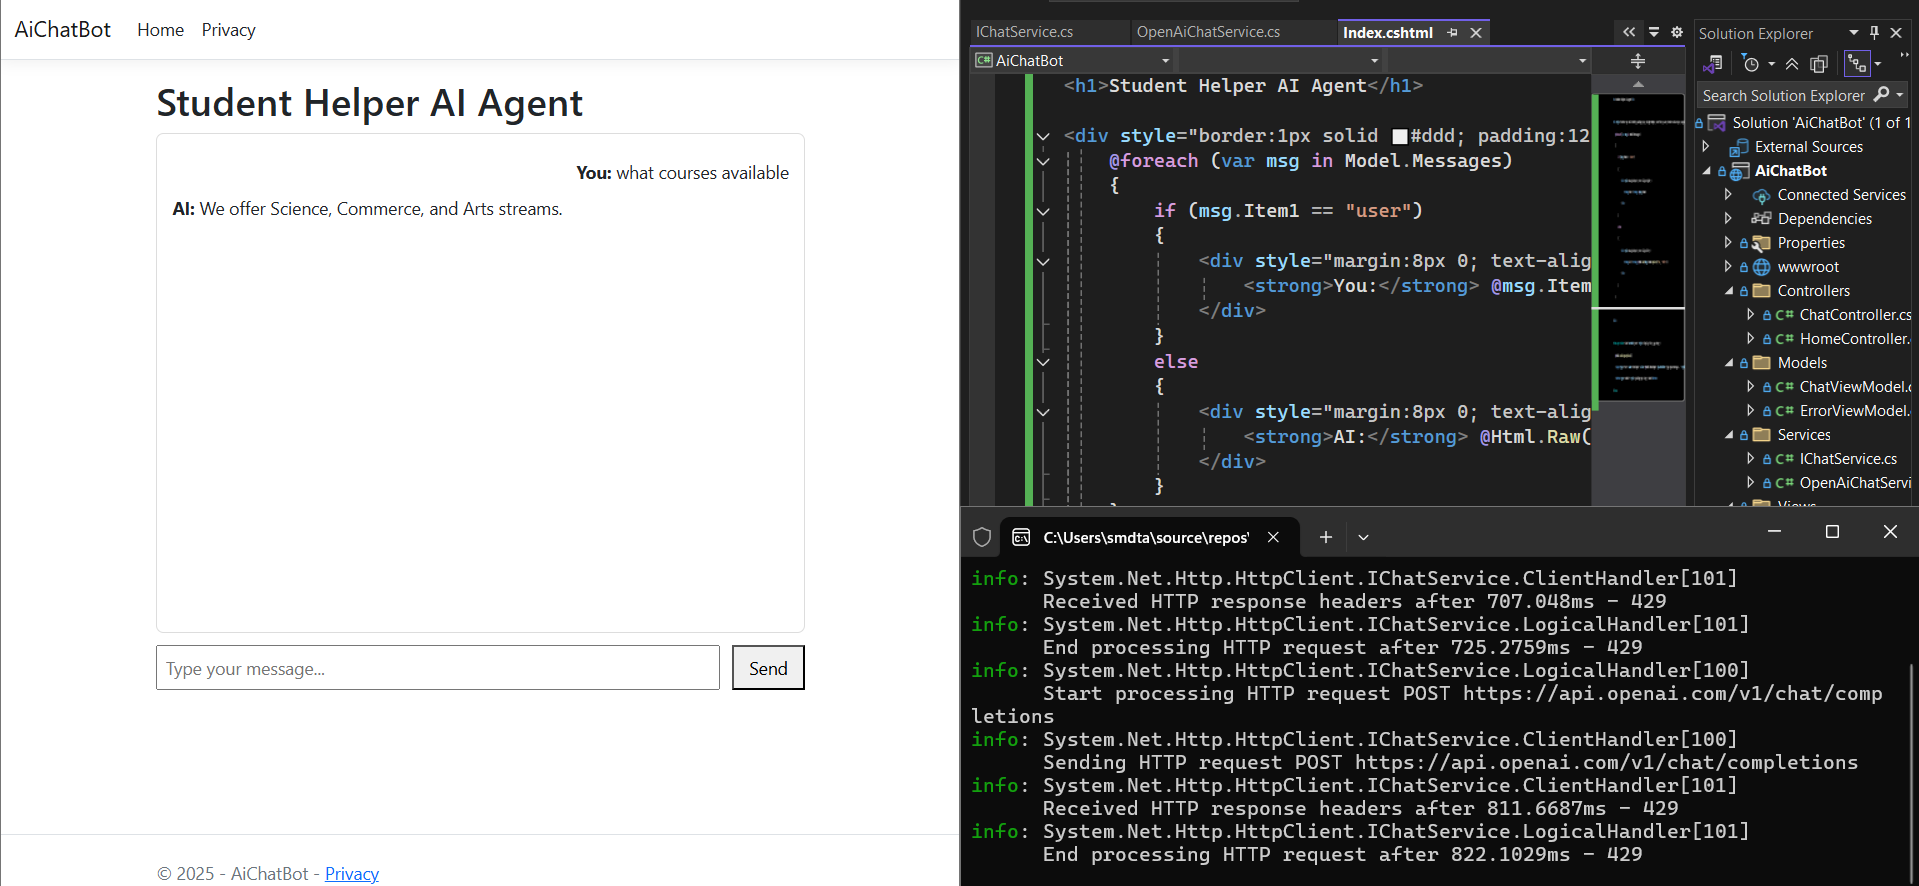 AiChatBot Home Privacy
Student Helper AI Agent
You: what courses available
AI: We offer Science, Commerce, and Arts streams.
Type your message...
Send
© 2025 - AiChatBot - Privacy
IChatService.cs OpenAiChatService.cs Index.cshtml
C# AiChatBot
<h1>Student Helper AI Agent</h1>
<div style="border:1px solid #ddd; padding:12
@foreach (var msg in Model.Messages)
{
if (msg.Item1 == "user")
{
<div style="margin:8px 0; text-alig
<strong>You:</strong> @msg.Item
</div>
}
else
{
<div style="margin:8px 0; text-alig
<strong>AI:</strong> @Html.Raw(
</div>
}
Solution Explorer
Search Solution Explorer
Solution 'AiChatBot' (1 of 1
External Sources
AiChatBot
Connected Services
Dependencies
Properties
wwwroot
Controllers
C# ChatController.cs
C# HomeController.
Models
C# ChatViewModel.c
C# ErrorViewModel.
Services
C# IChatService.cs
C# OpenAiChatServi
Views
C:\Users\smdta\source\repos\
info: System.Net.Http.HttpClient.IChatService.ClientHandler[101]
Received HTTP response headers after 707.048ms - 429
info: System.Net.Http.HttpClient.IChatService.LogicalHandler[101]
End processing HTTP request after 725.2759ms - 429
info: System.Net.Http.HttpClient.IChatService.LogicalHandler[100]
Start processing HTTP request POST https://api.openai.com/v1/chat/comp
letions
info: System.Net.Http.HttpClient.IChatService.ClientHandler[100]
Sending HTTP request POST https://api.openai.com/v1/chat/completions
info: System.Net.Http.HttpClient.IChatService.ClientHandler[101]
Received HTTP response headers after 811.6687ms - 429
info: System.Net.Http.HttpClient.IChatService.LogicalHandler[101]
End processing HTTP request after 822.1029ms - 429